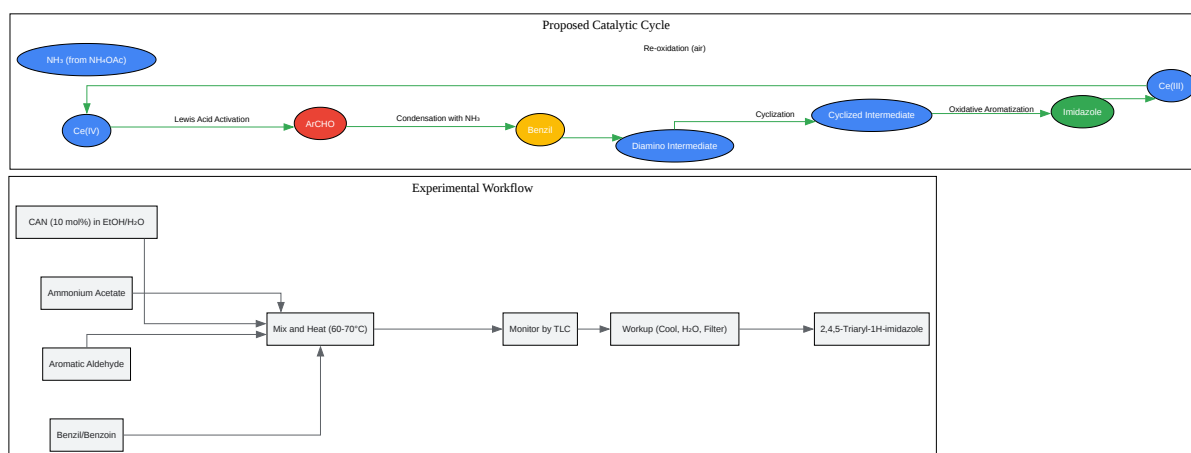 Proposed Catalytic Cycle
Re-oxidation (air)
NH₃ (from NH₄OAc)
Ce(III)
Ce(IV)
Lewis Acid Activation
ArCHO
Condensation with NH₃
Benzil
Diamino Intermediate
Cyclization
Cyclized Intermediate
Oxidative Aromatization
Imidazole
Experimental Workflow
CAN (10 mol%) in EtOH/H₂O
Ammonium Acetate
Aromatic Aldehyde
Benzil/Benzoin
Mix and Heat (60-70°C)
Monitor by TLC
Workup (Cool, H₂O, Filter)
2,4,5-Triaryl-1H-imidazole